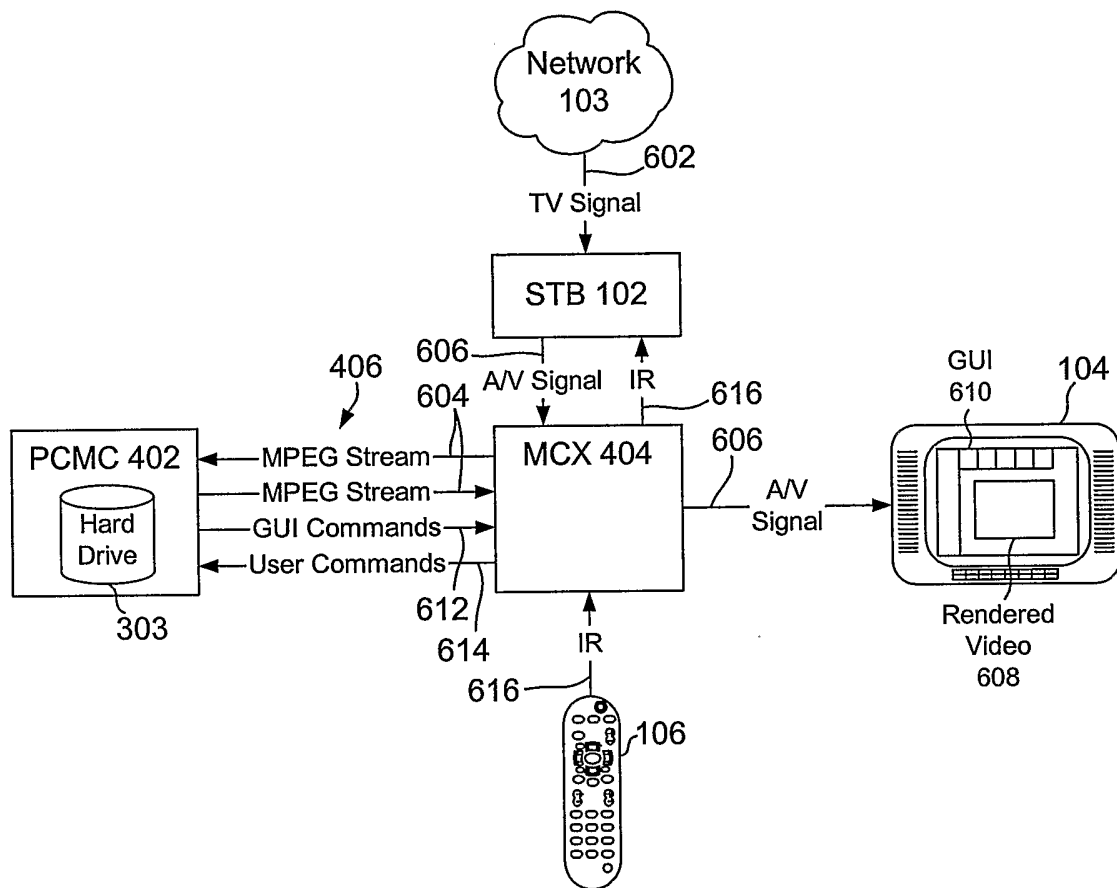 Network
103
602
TV Signal
STB 102
606
A/V Signal
IR
616
406
604
GUI
610
104
PCMC 402
MPEG Stream
MCX 404
606
A/V
Signal
MPEG Stream
Hard
Drive
GUI Commands
User Commands
303
612
614
IR
616
Rendered
Video
608
106